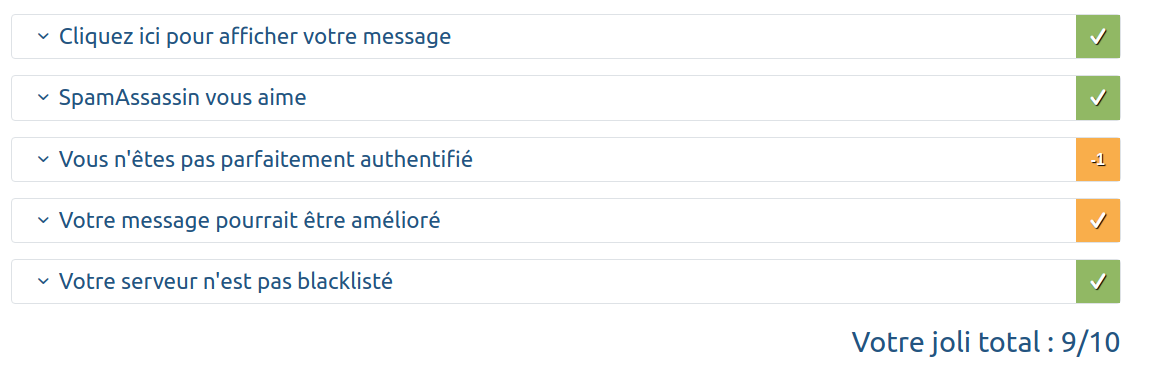 Cliquez ici pour afficher votre message
SpamAssassin vous aime
Vous n'êtes pas parfaitement authentifié
-1
Votre message pourrait être amélioré
Votre serveur n'est pas blacklisté
Votre joli total : 9/10